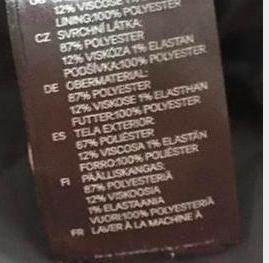 12% VISCOSE 1%
LINING:100% POLYESTER
CZ SVRCHNÍ LÁTKA:
87% POLYESTER
12% VISKÓZA 1% ELASTAN
PODŠÍVKA:100% POLYESTER
DE OBERMATERIAL:
87% POLYESTER
12% VISKOSE 1% ELASTHAN
FUTTER:100% POLYESTER
ES TELA EXTERIOR:
87% POLIÉSTER
12% VISCOSA 1% ELASTÁN
FORRO:100% POLIÉSTER
FI PÄÄLLISKANGAS:
87% POLYESTERIÄ
12% VISKOOSIA
1% ELASTAANIA
VUORI:100% POLYESTERIÄ
FR LAVER À LA MACHINE À